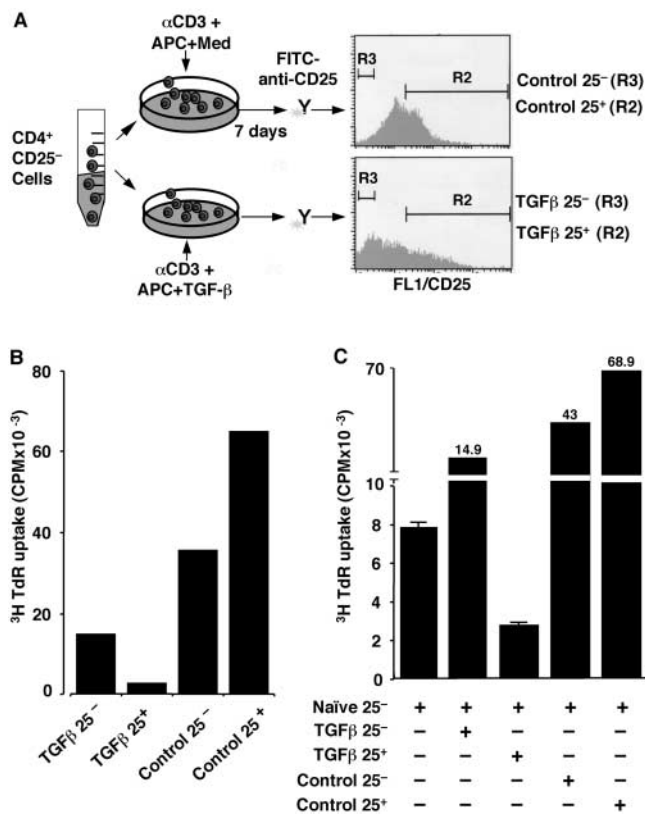 A
αCD3 +
APC+Med
FITC-
anti-CD25
7 days
CD4⁺
CD25⁻
Cells
Y
R3
R2
Control 25⁻ (R3)
Control 25⁺ (R2)
Y
R3
R2
TGFβ 25⁻ (R3)
TGFβ 25⁺ (R2)
αCD3 +
APC+TGF-β
FL1/CD25
B
³H TdR uptake (CPMx10 ⁻³)
80
60
40
20
0
TGFβ 25⁻
TGFβ 25⁺
Control 25⁻
Control 25⁺
C
³H TdR uptake (CPMx10 ⁻³)
70
10
8
6
4
2
0
14.9
43
68.9
Naïve 25⁻ + + + + +
TGFβ 25⁻ – + – – –
TGFβ 25⁺ – – + – –
Control 25⁻ – – – + –
Control 25⁺ – – – – +